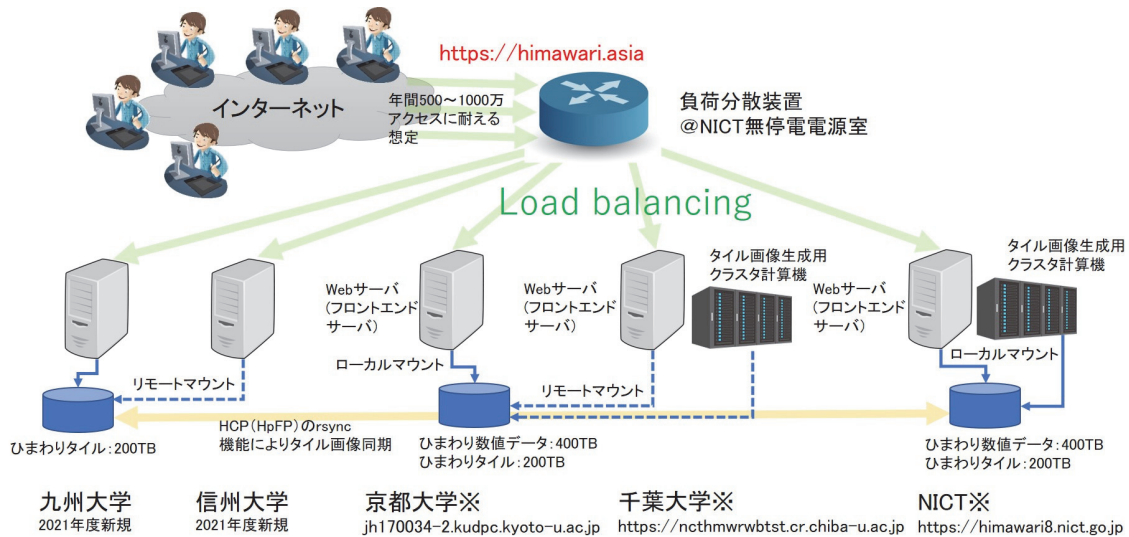 https://himawari.asia
インターネット
年間500～1000万
アクセスに耐える
想定
負荷分散装置
@NICT無停電電源室
Load balancing
Webサーバ
(フロントエンド
サーバ)
Webサーバ
(フロントエンド
サーバ)
タイル画像生成用
クラスタ計算機
Webサーバ
(フロントエンド
サーバ)
タイル画像生成用
クラスタ計算機
リモートマウント
ローカルマウント
リモートマウント
ローカルマウント
ひまわりタイル:200TB
HCP(HpFP)のrsync
機能によりタイル画像同期
ひまわり数値データ:400TB
ひまわりタイル:200TB
ひまわり数値データ:400TB
ひまわりタイル:200TB
九州大学
2021年度新規
信州大学
2021年度新規
京都大学※
jh170034-2.kudpc.kyoto-u.ac.jp
千葉大学※
https://ncthmwrwbtst.cr.chiba-u.ac.jp
NICT※
https://himawari8.nict.go.jp